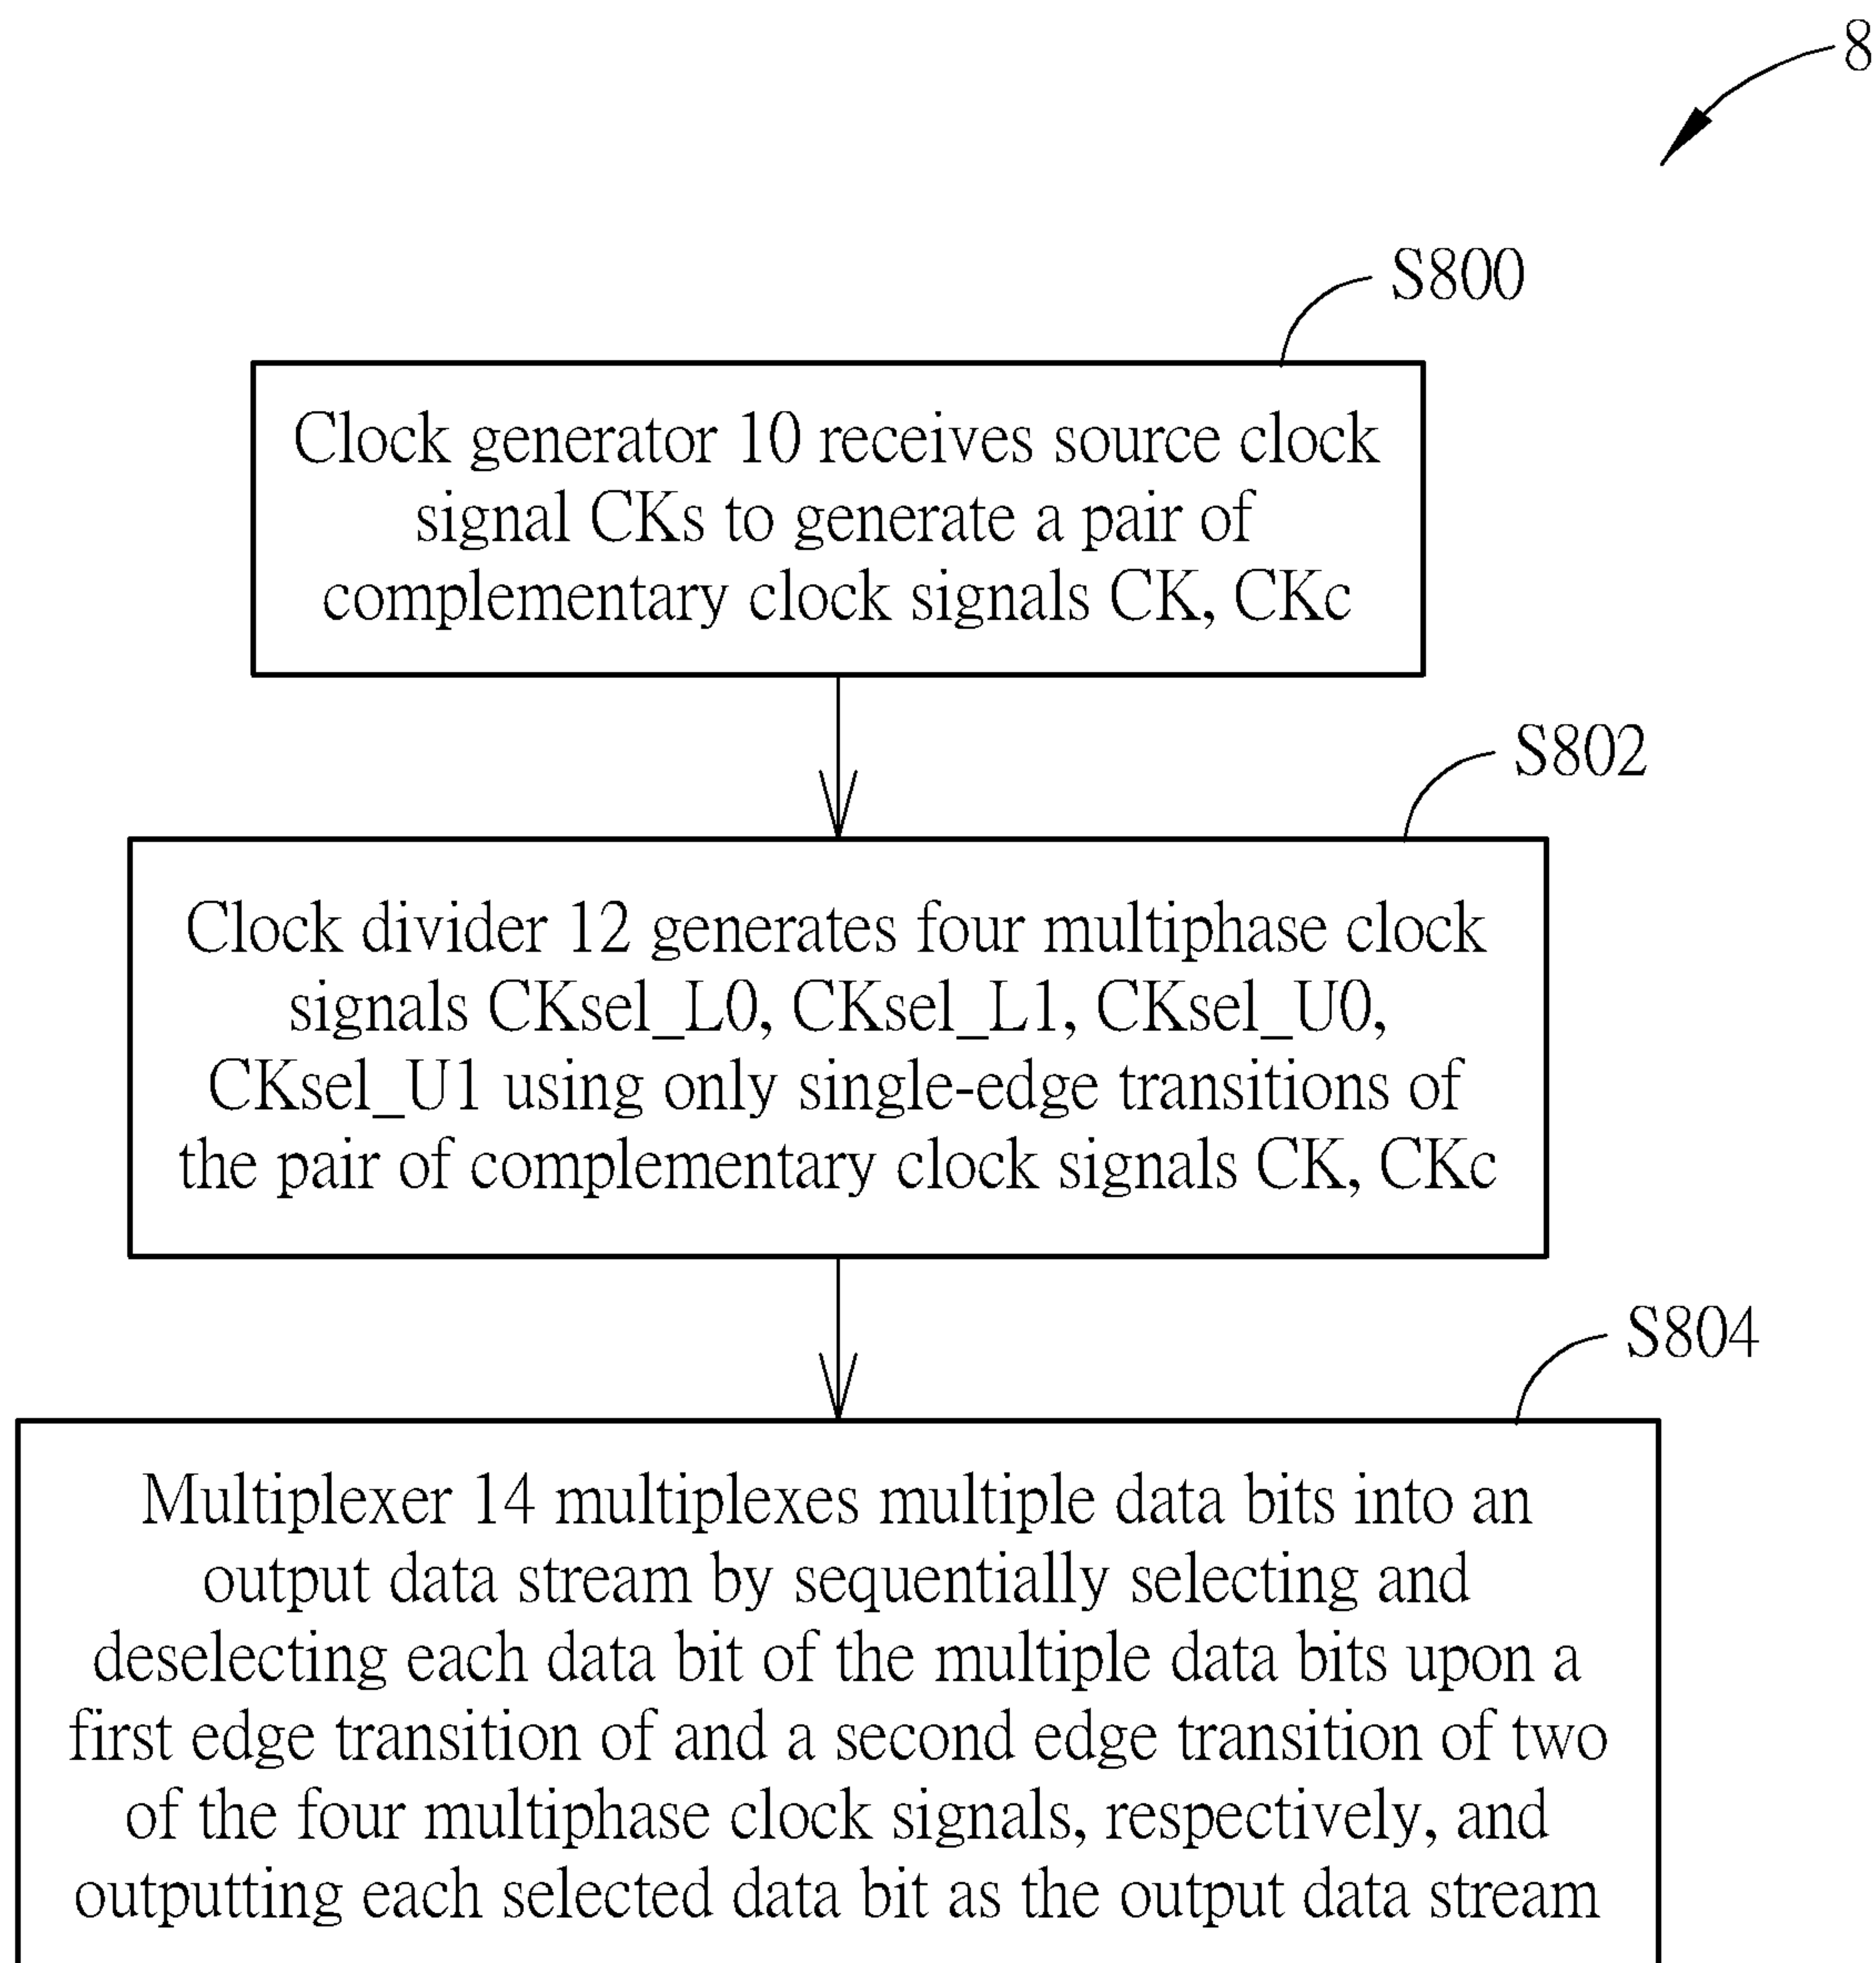 8
S800
Clock generator 10 receives source clock
signal CKs to generate a pair of
complementary clock signals CK, CKc
S802
Clock divider 12 generates four multiphase clock
signals CKsel_L0, CKsel_L1, CKsel_U0,
CKsel_U1 using only single-edge transitions of
the pair of complementary clock signals CK, CKc
S804
Multiplexer 14 multiplexes multiple data bits into an
output data stream by sequentially selecting and
deselecting each data bit of the multiple data bits upon a
first edge transition of and a second edge transition of two
of the four multiphase clock signals, respectively, and
outputting each selected data bit as the output data stream